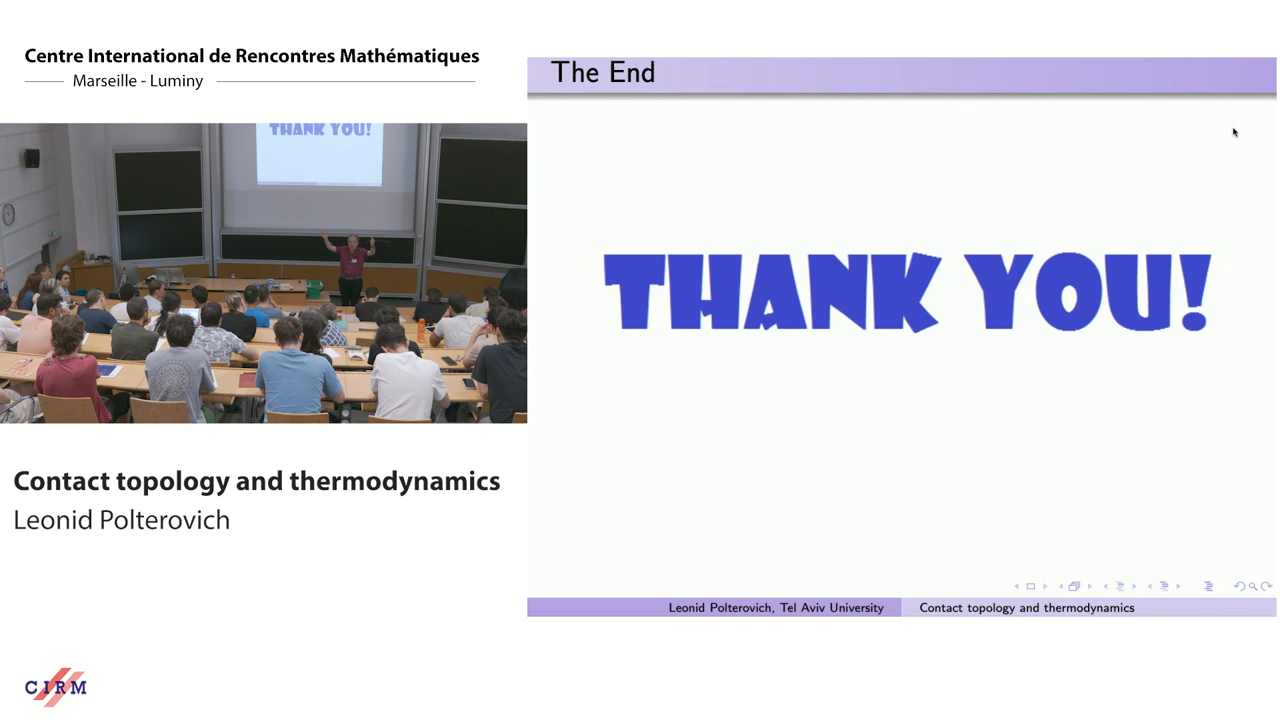 Centre International de Rencontres Mathématiques
Marseille - Luminy
THANK YOU!
Contact topology and thermodynamics
Leonid Polterovich
CIRM
The End
THANK YOU!
Leonid Polterovich, Tel Aviv University
Contact topology and thermodynamics